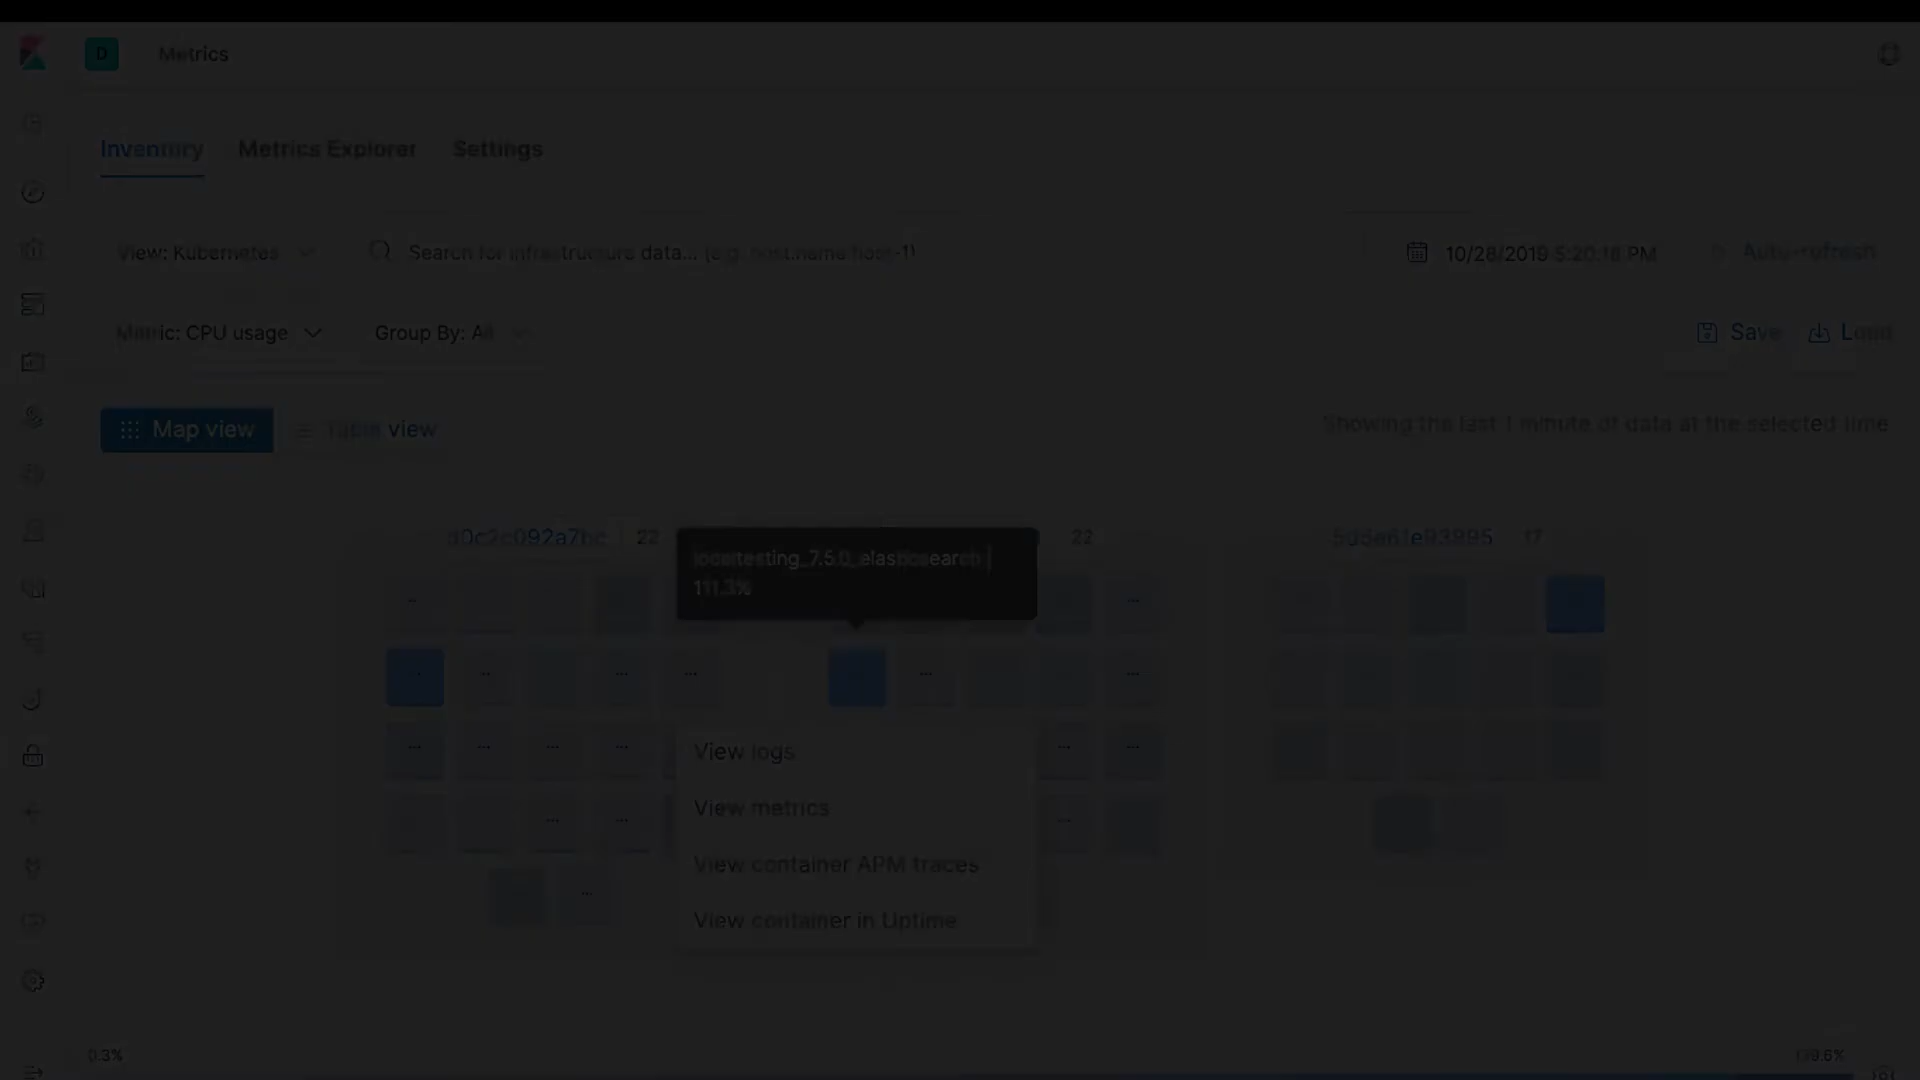 D
Metrics
Inventory
Metrics Explorer
Settings
View: Kubernetes
Search for infrastructure data... (e.g. host.name:host-1)
10/28/2019 5:20:18 PM
Auto-refresh
Metric: CPU usage
Group By: All
Save
Load
Map view
Table view
Showing the last 1 minute of data at the selected time
d0c2c092a7bc
22
22
17
localtesting_7.5.0_elasticsearch |
111.3%
View logs
View metrics
View container APM traces
View container in Uptime
0.3%